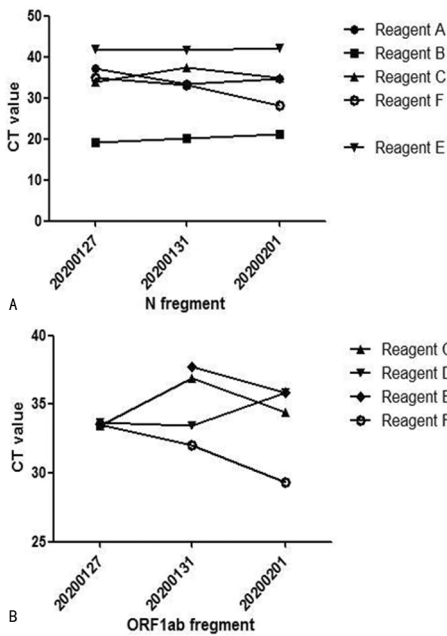 50
40
30
20
10
0
CT value
20200127
20200131
20200201
N fregment
Reagent A
Reagent B
Reagent C
Reagent F
Reagent E
A
40
35
30
25
CT value
20200127
20200131
20200201
ORF1ab fregment
Reagent
Reagent D
Reagent
Reagent
B